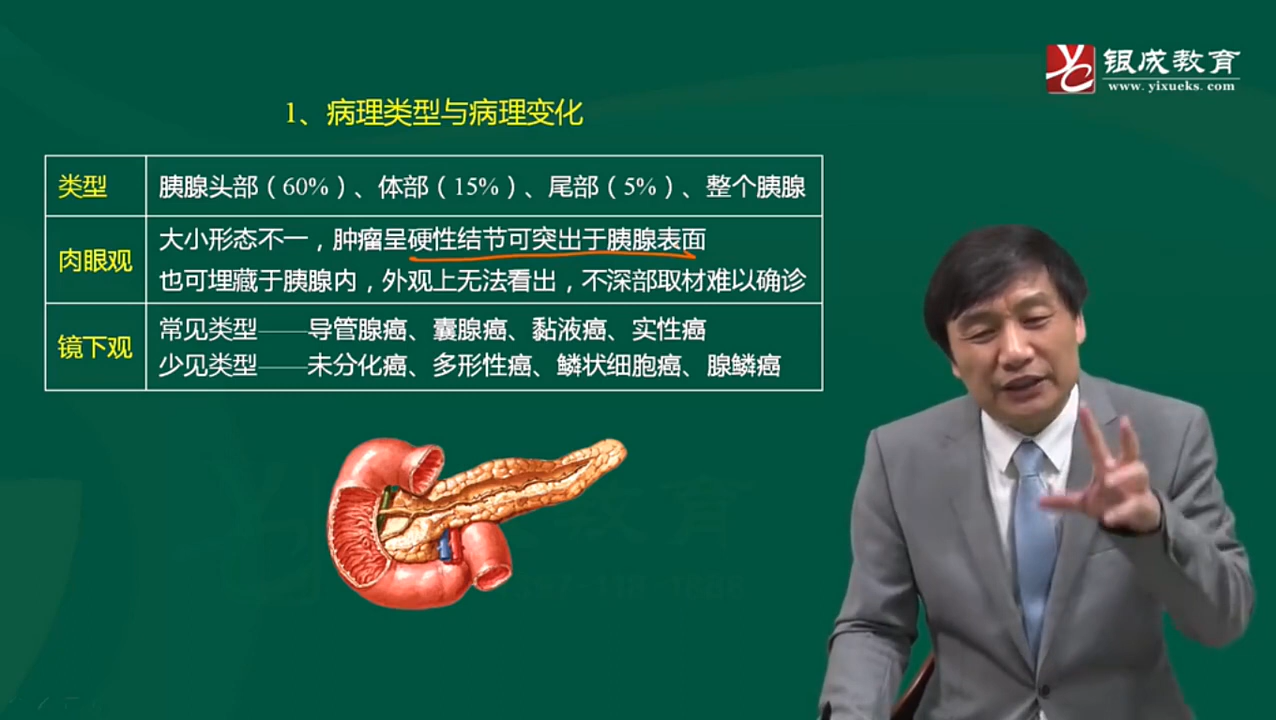 银成教育
www.yixueks.com
1、病理类型与病理变化
类型
胰腺头部（60%）、体部（15%）、尾部（5%）、整个胰腺
肉眼观
大小形态不一，肿瘤呈硬性结节可突出于胰腺表面
也可埋藏于胰腺内，外观上无法看出，不深部取材难以确诊
镜下观
常见类型——导管腺癌、囊腺癌、黏液癌、实性癌
少见类型——未分化癌、多形性癌、鳞状细胞癌、腺鳞癌
教育